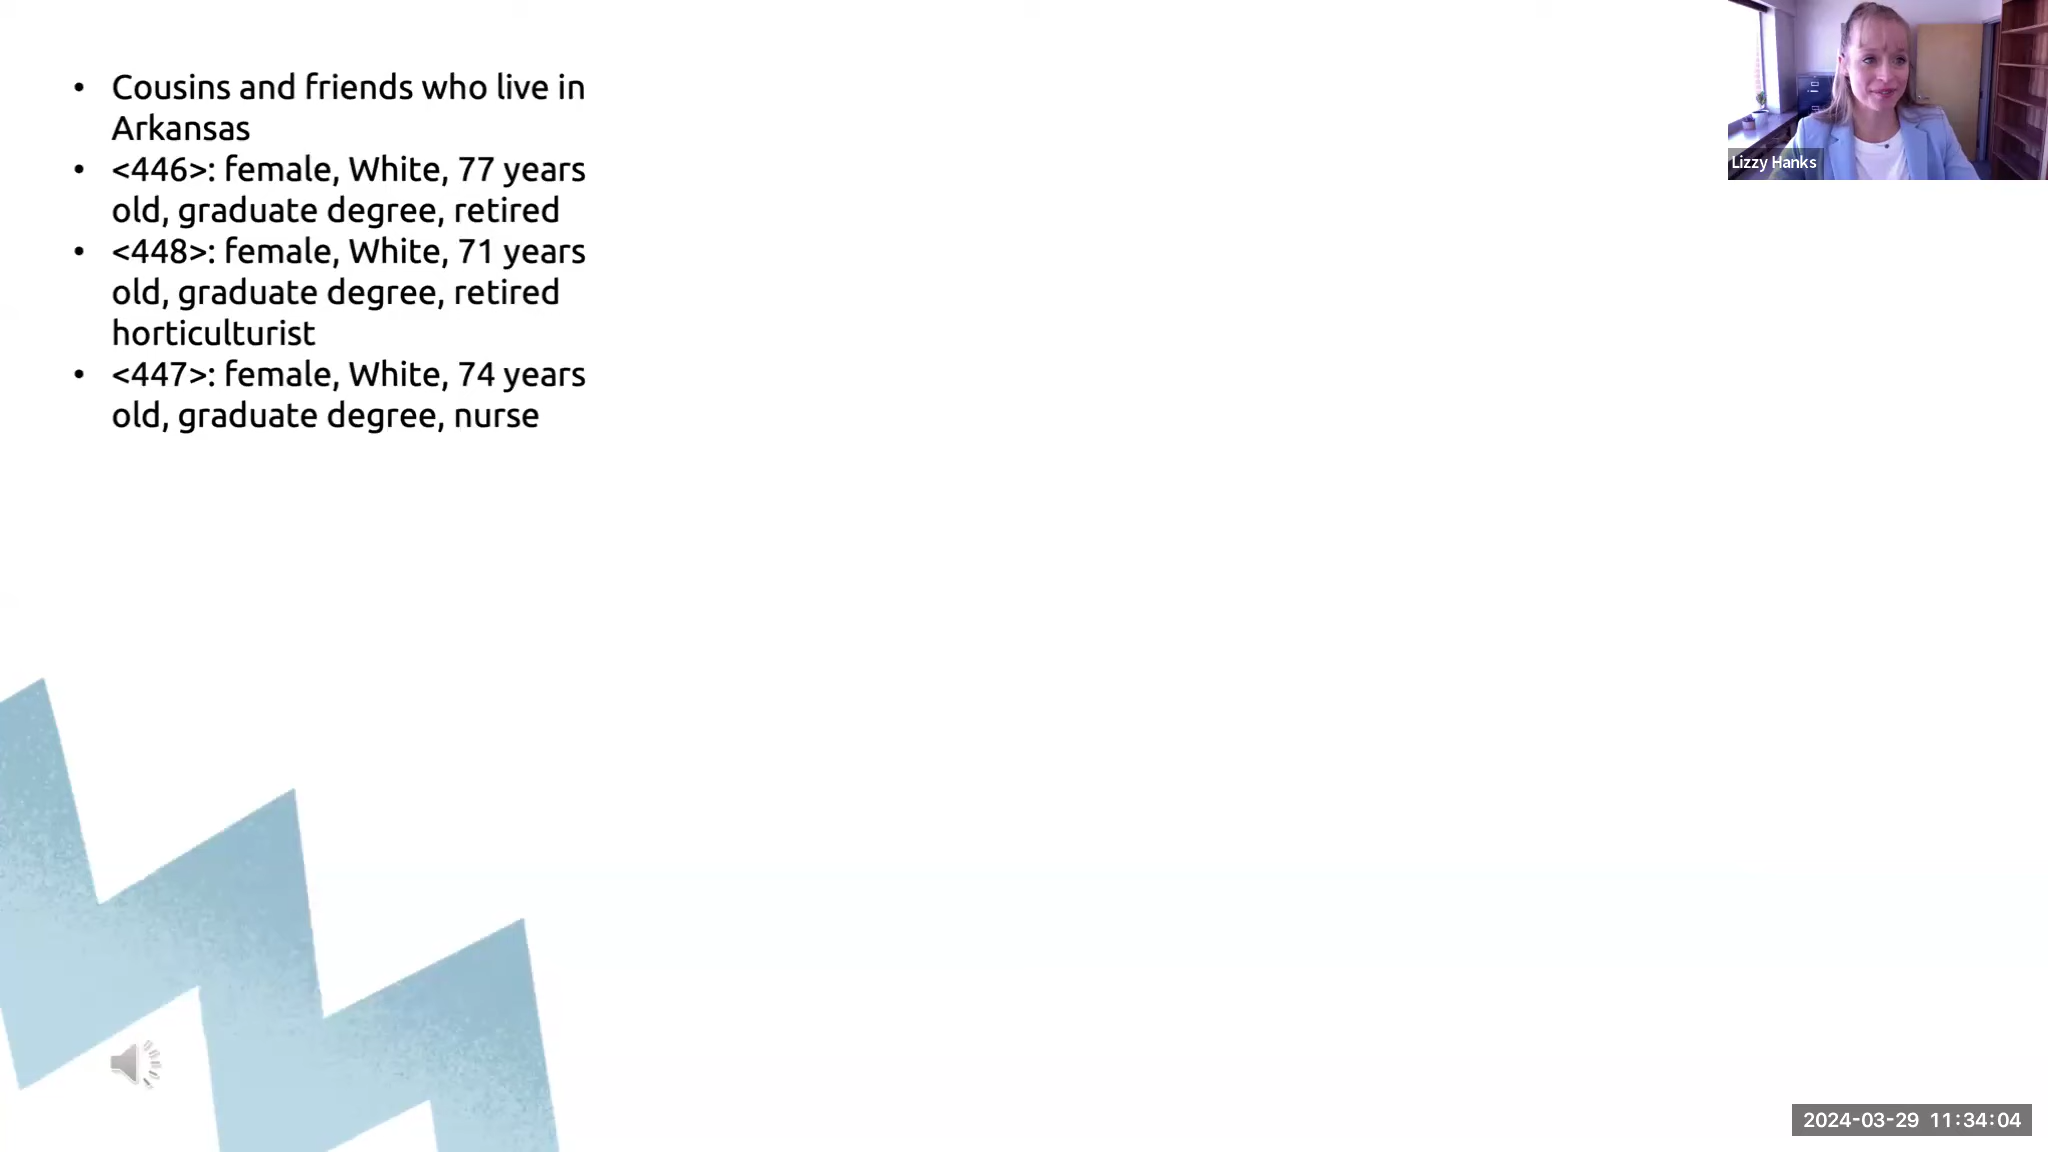 • Cousins and friends who live in
Arkansas
• <446>: female, White, 77 years
old, graduate degree, retired
• <448>: female, White, 71 years
old, graduate degree, retired
horticulturist
• <447>: female, White, 74 years
old, graduate degree, nurse
Lizzy Hanks
2024-03-29 11:34:04